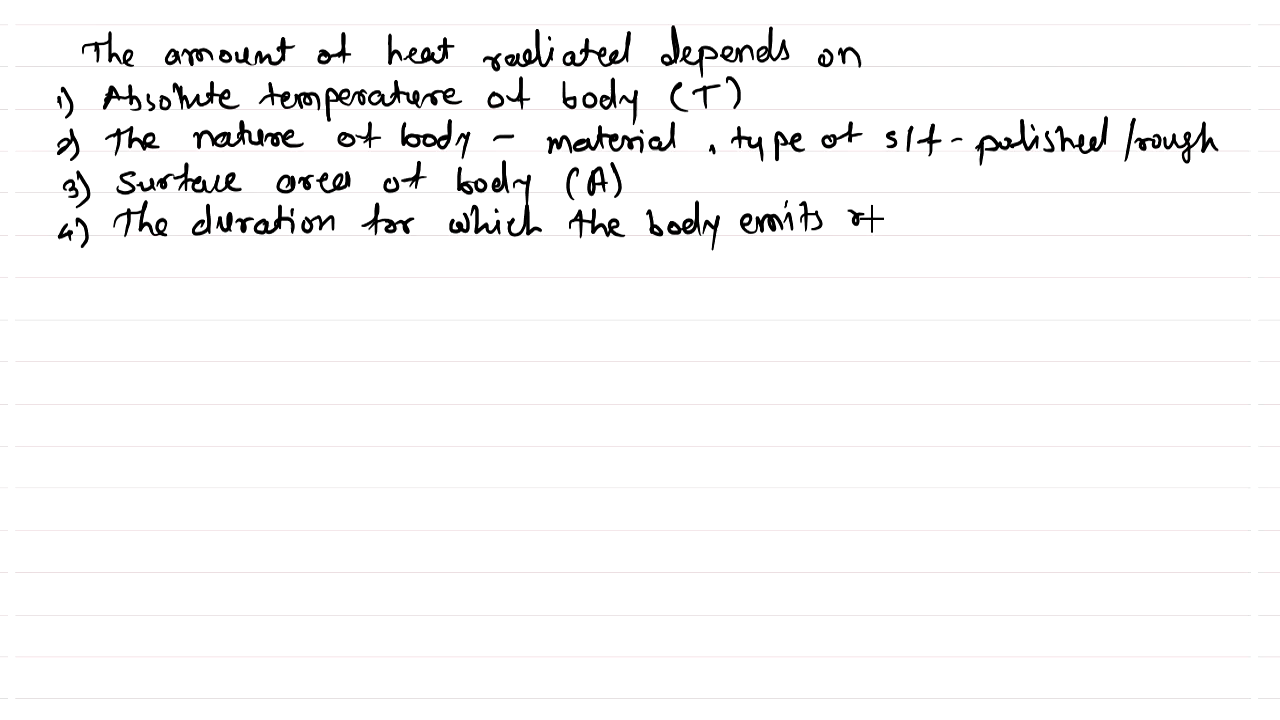 The amount of heat radiated depends on
1) Absolute temperature of body (T)
2) The nature of body - material, type of s/f - polished / rough
3) Surface area of body (A)
4) The duration for which the body emits